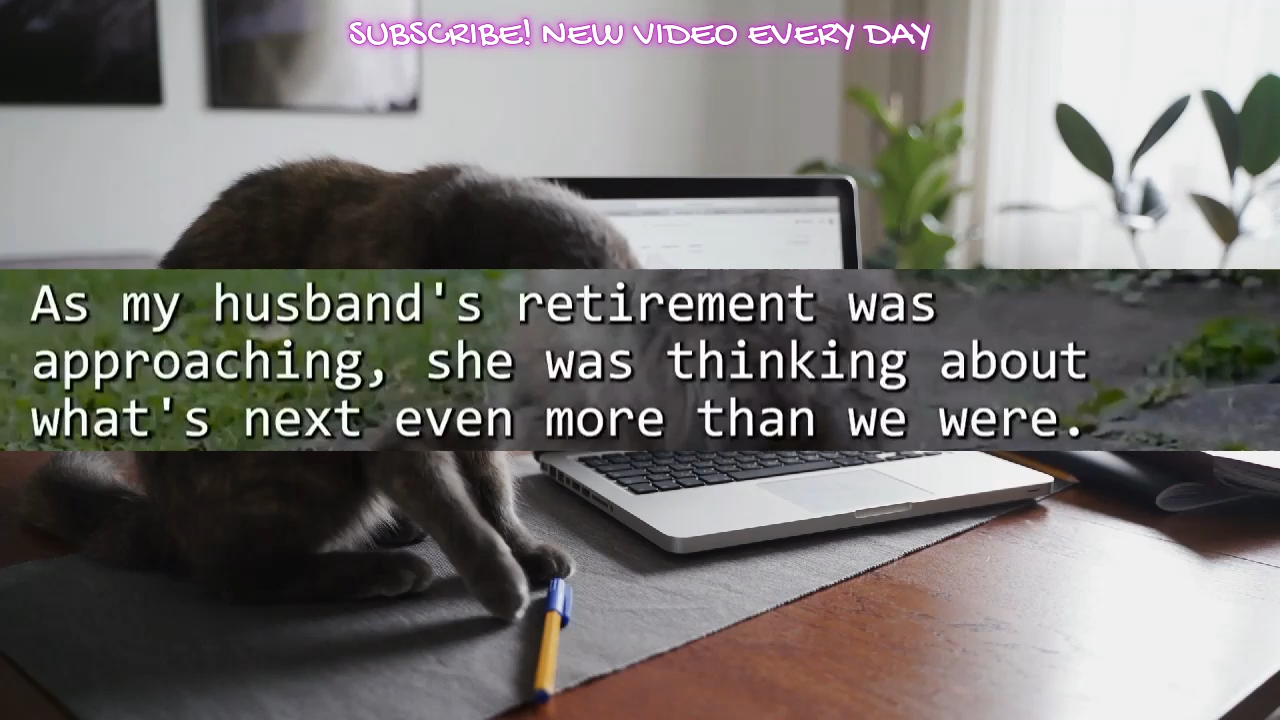 SUBSCRIBE! NEW VIDEO EVERY DAY
As my husband's retirement was
approaching, she was thinking about
what's next even more than we were.